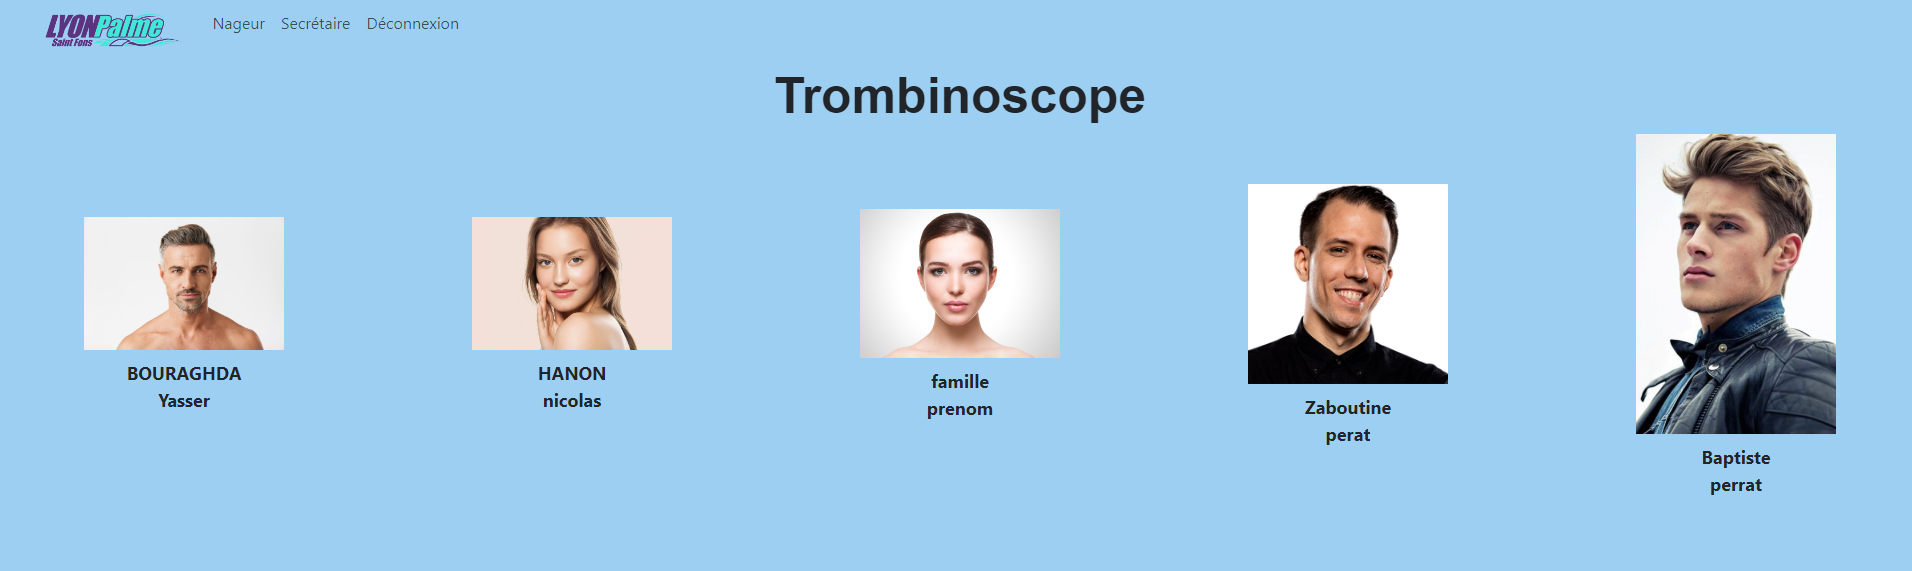 LYONPalme
Saint Fons
Nageur Secrétaire Déconnexion
Trombinoscope
BOURAGHDA
Yasser
HANON
nicolas
famille
prenom
Zaboutine
perat
Baptiste
perrat